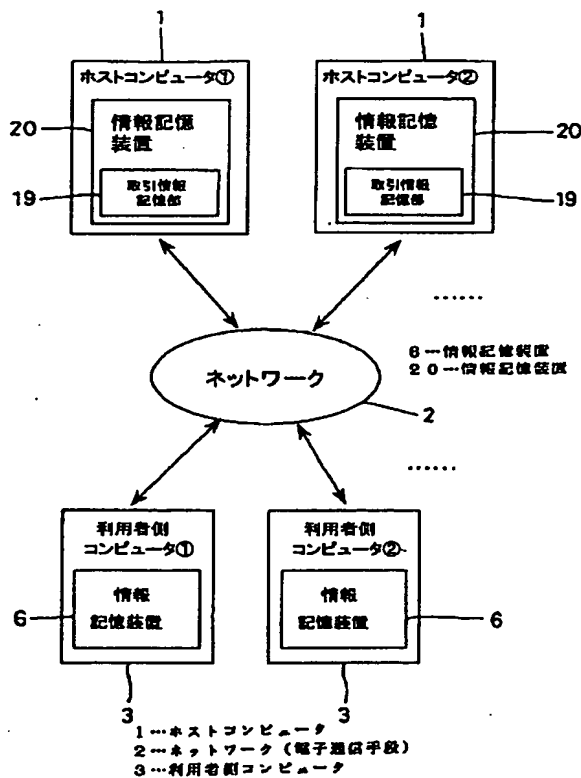 1
1
ホストコンピュータ①
ホストコンピュータ②
情報記憶
装置
情報記憶
装置
20
20
取引情報
記憶部
取引情報
記憶部
19
19
……
ネットワーク
6…情報記憶装置
20…情報記憶装置
2
……
利用者側
コンピュータ①
利用者側
コンピュータ②
情報
記憶装置
情報
記憶装置
6
6
3
3
1…ホストコンピュータ
2…ネットワーク(電子通信手段)
3…利用者側コンピュータ